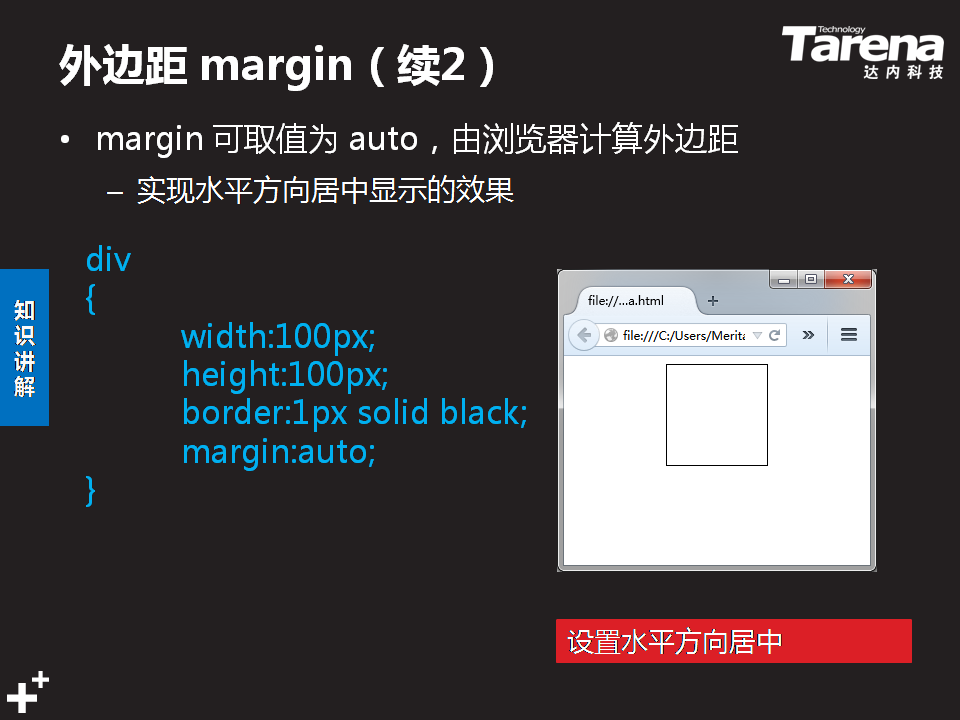 外边距 margin（续2）
Technology
Tarena
达内科技
• margin 可取值为 auto，由浏览器计算外边距
– 实现水平方向居中显示的效果
div
{
width:100px;
height:100px;
border:1px solid black;
margin:auto;
}
知识讲解
file://...a.html
file:///C:/Users/Merita
设置水平方向居中